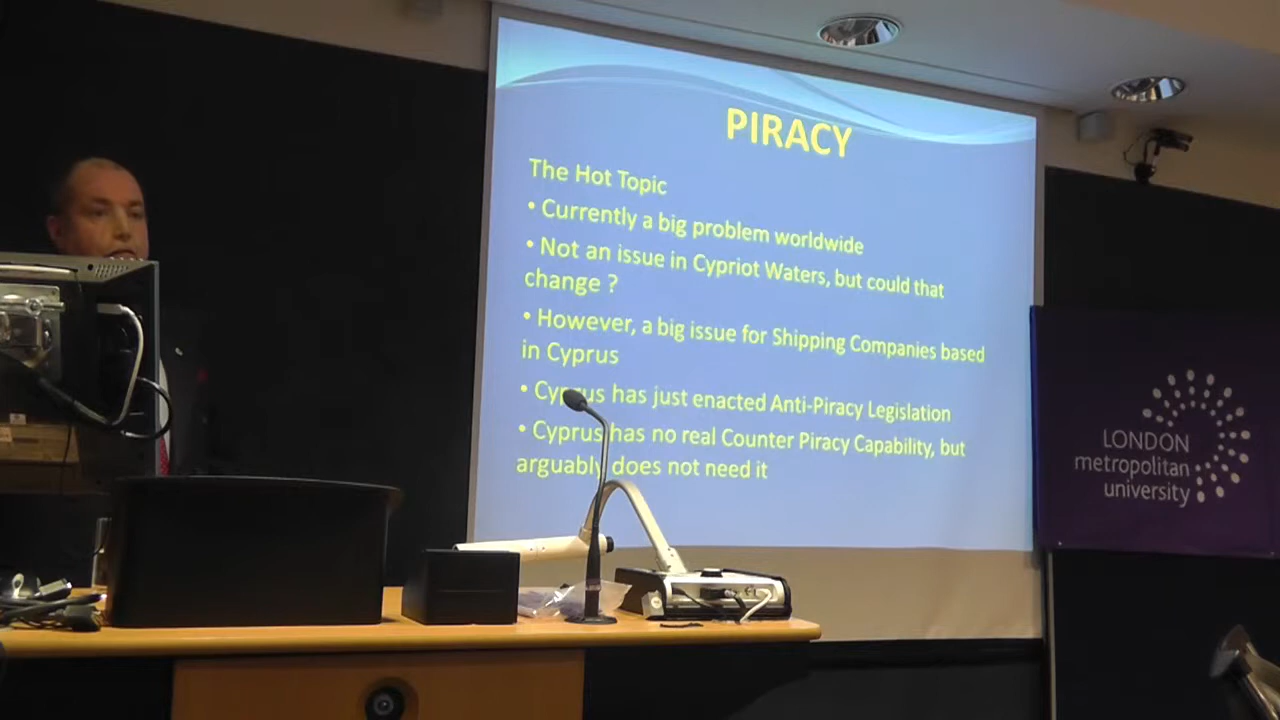 PIRACY
The Hot Topic
• Currently a big problem worldwide
• Not an issue in Cypriot Waters, but could that
change ?
• However, a big issue for Shipping Companies based
in Cyprus
• Cyprus has just enacted Anti-Piracy Legislation
• Cyprus has no real Counter Piracy Capability, but
arguably does not need it
LONDON
metropolitan
university